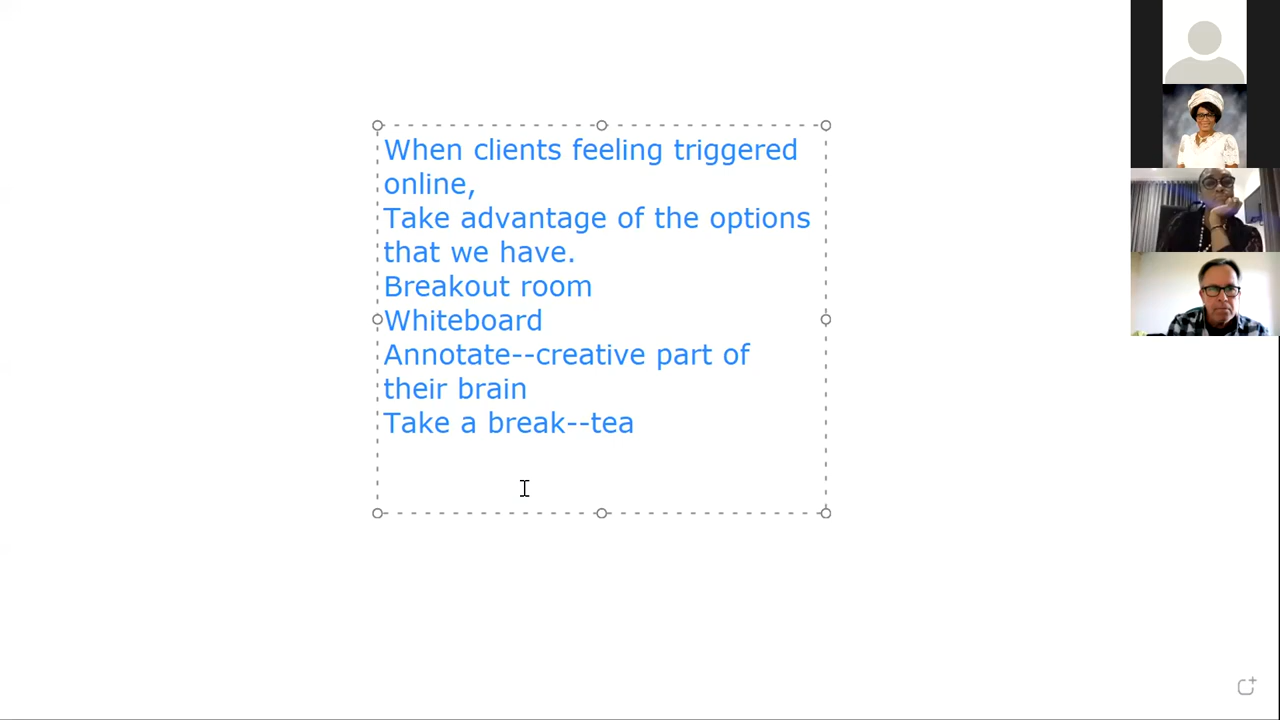 When clients feeling triggered
online,
Take advantage of the options
that we have.
Breakout room
Whiteboard
Annotate--creative part of
their brain
Take a break--tea